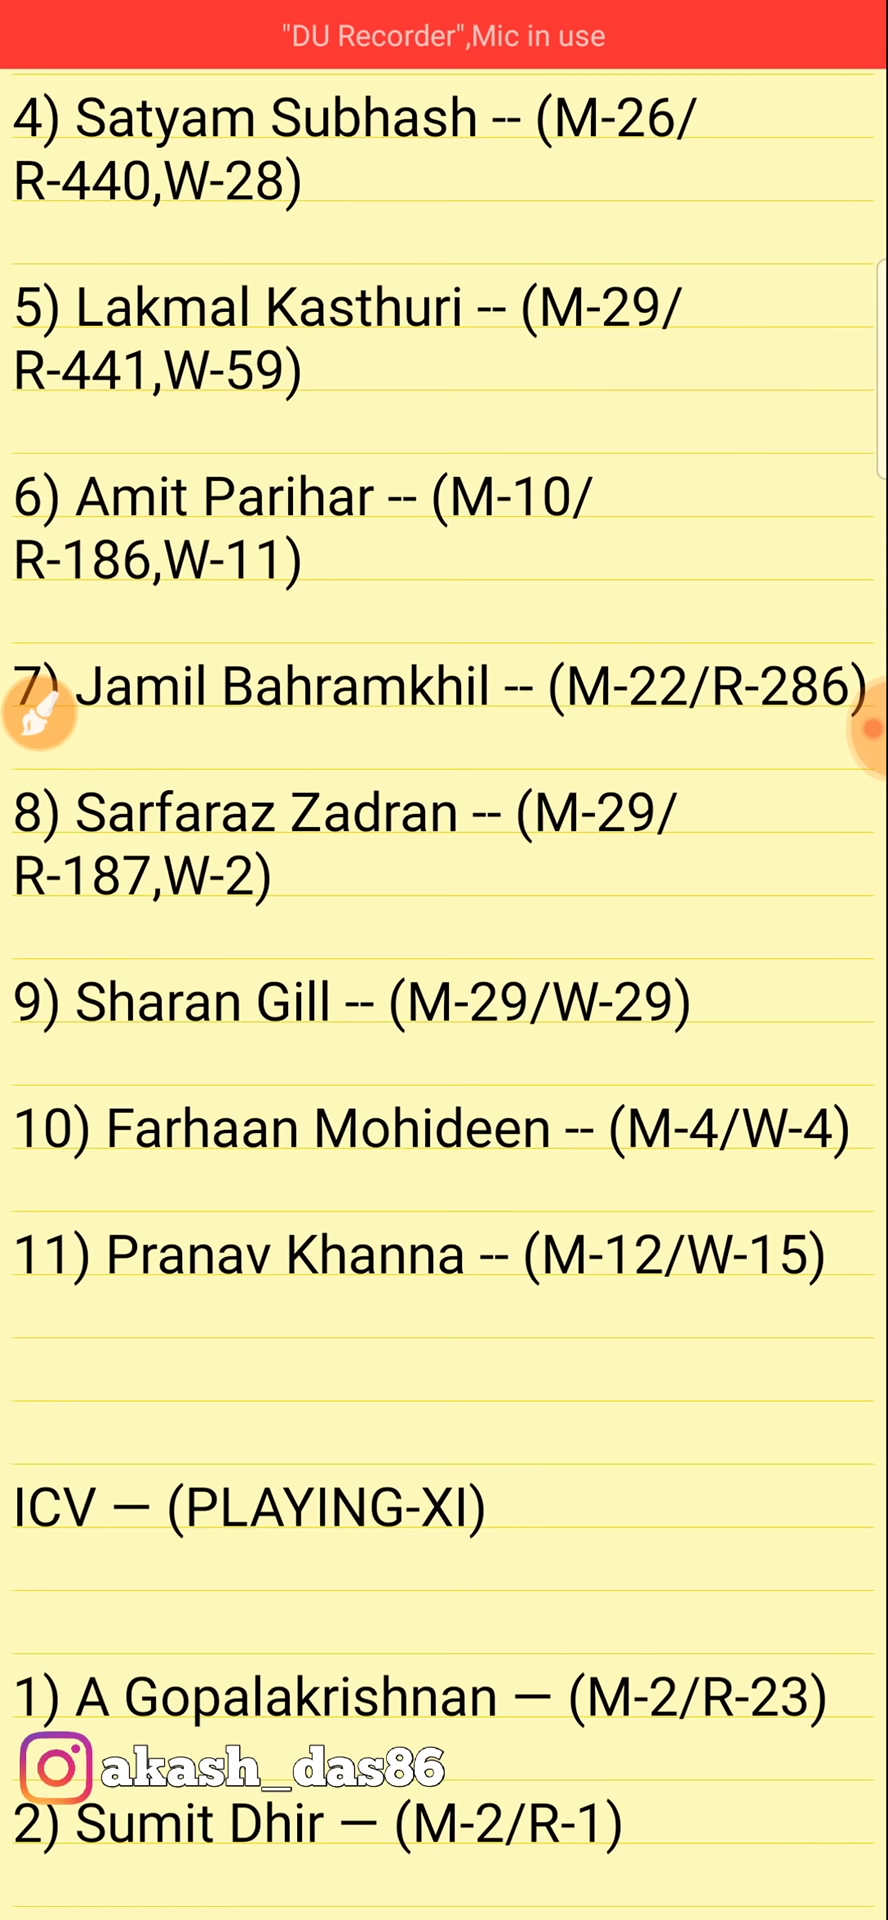 "DU Recorder",Mic in use
4) Satyam Subhash -- (M-26/
R-440,W-28)
5) Lakmal Kasthuri -- (M-29/
R-441,W-59)
6) Amit Parihar -- (M-10/
R-186,W-11)
7) Jamil Bahramkhil -- (M-22/R-286)
8) Sarfaraz Zadran -- (M-29/
R-187,W-2)
9) Sharan Gill -- (M-29/W-29)
10) Farhaan Mohideen -- (M-4/W-4)
11) Pranav Khanna -- (M-12/W-15)
ICV — (PLAYING-XI)
1) A Gopalakrishnan — (M-2/R-23)
akash_das86
2) Sumit Dhir — (M-2/R-1)